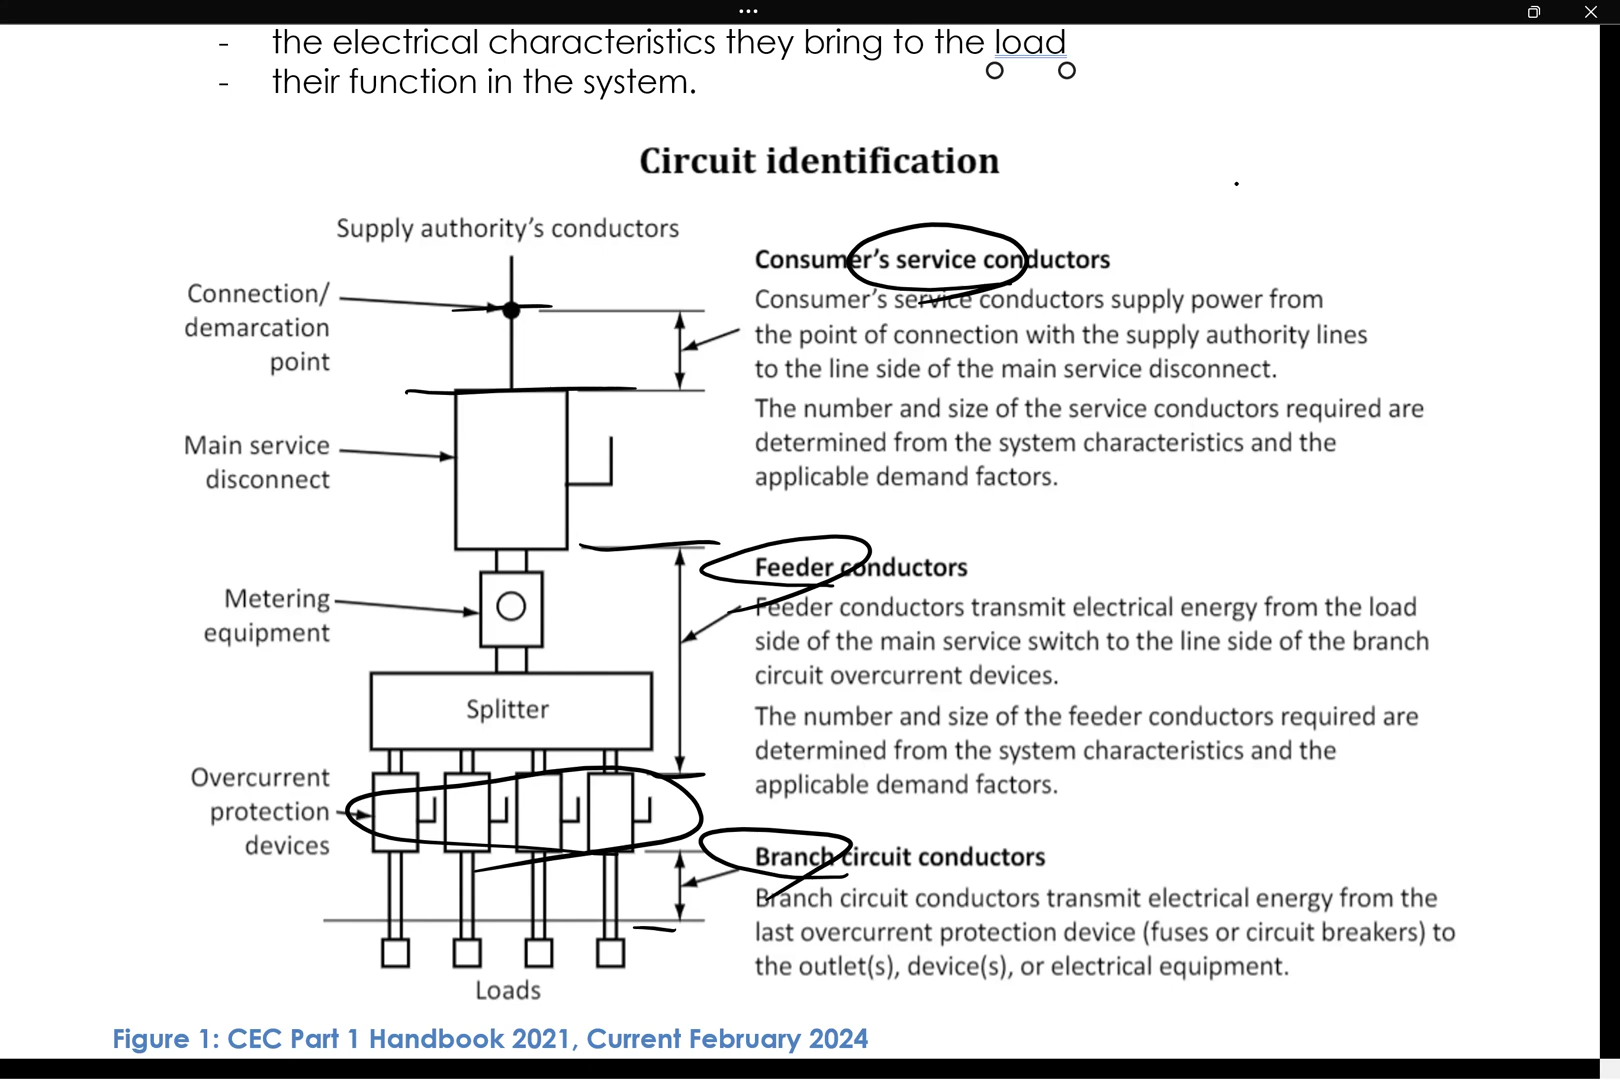 - the electrical characteristics they bring to the load
- their function in the system.
Circuit identification
Supply authority's conductors
Connection/
demarcation
point
Main service
disconnect
Metering
equipment
Splitter
Overcurrent
protection
devices
Loads
Consumer's service conductors
Consumer's service conductors supply power from
the point of connection with the supply authority lines
to the line side of the main service disconnect.
The number and size of the service conductors required are
determined from the system characteristics and the
applicable demand factors.
Feeder conductors
Feeder conductors transmit electrical energy from the load
side of the main service switch to the line side of the branch
circuit overcurrent devices.
The number and size of the feeder conductors required are
determined from the system characteristics and the
applicable demand factors.
Branch circuit conductors
Branch circuit conductors transmit electrical energy from the
last overcurrent protection device (fuses or circuit breakers) to
the outlet(s), device(s), or electrical equipment.
Figure 1: CEC Part 1 Handbook 2021, Current February 2024